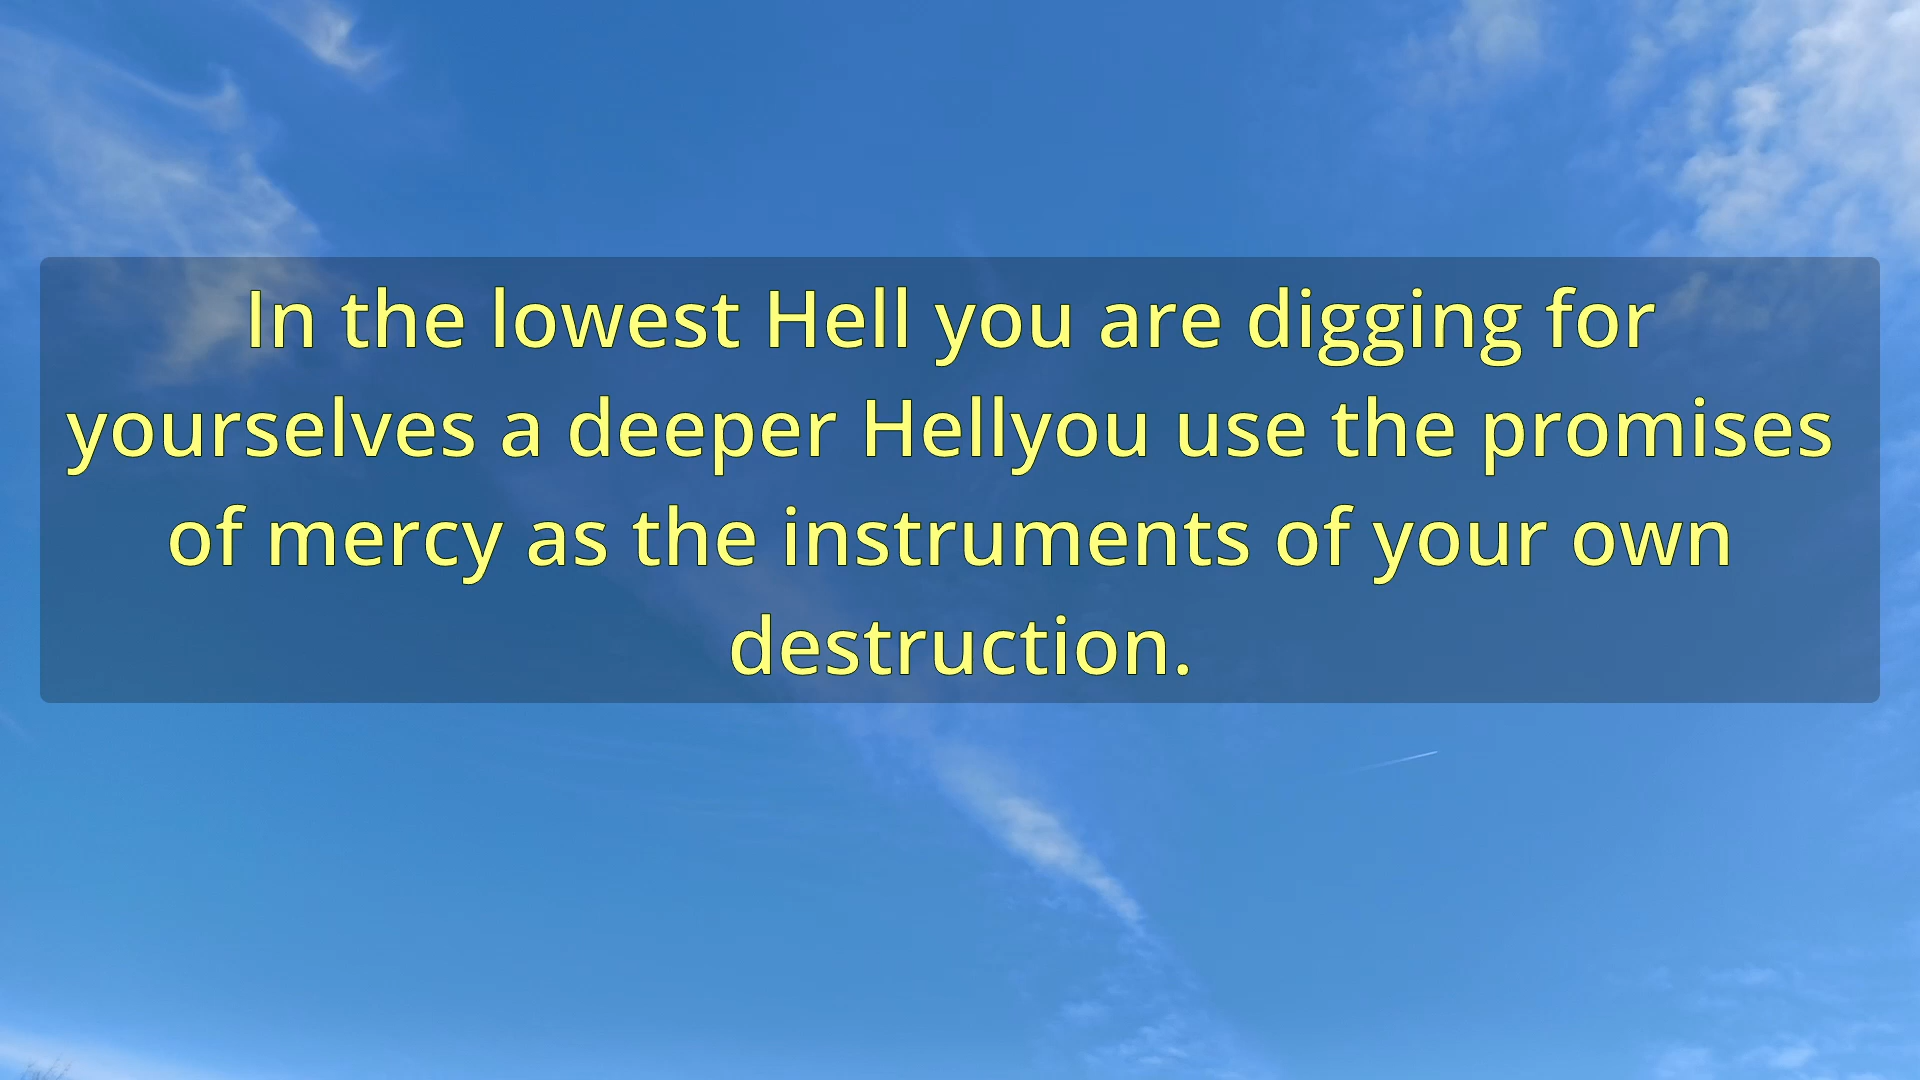 In the lowest Hell you are digging for
yourselves a deeper Hellyou use the promises
of mercy as the instruments of your own
destruction.